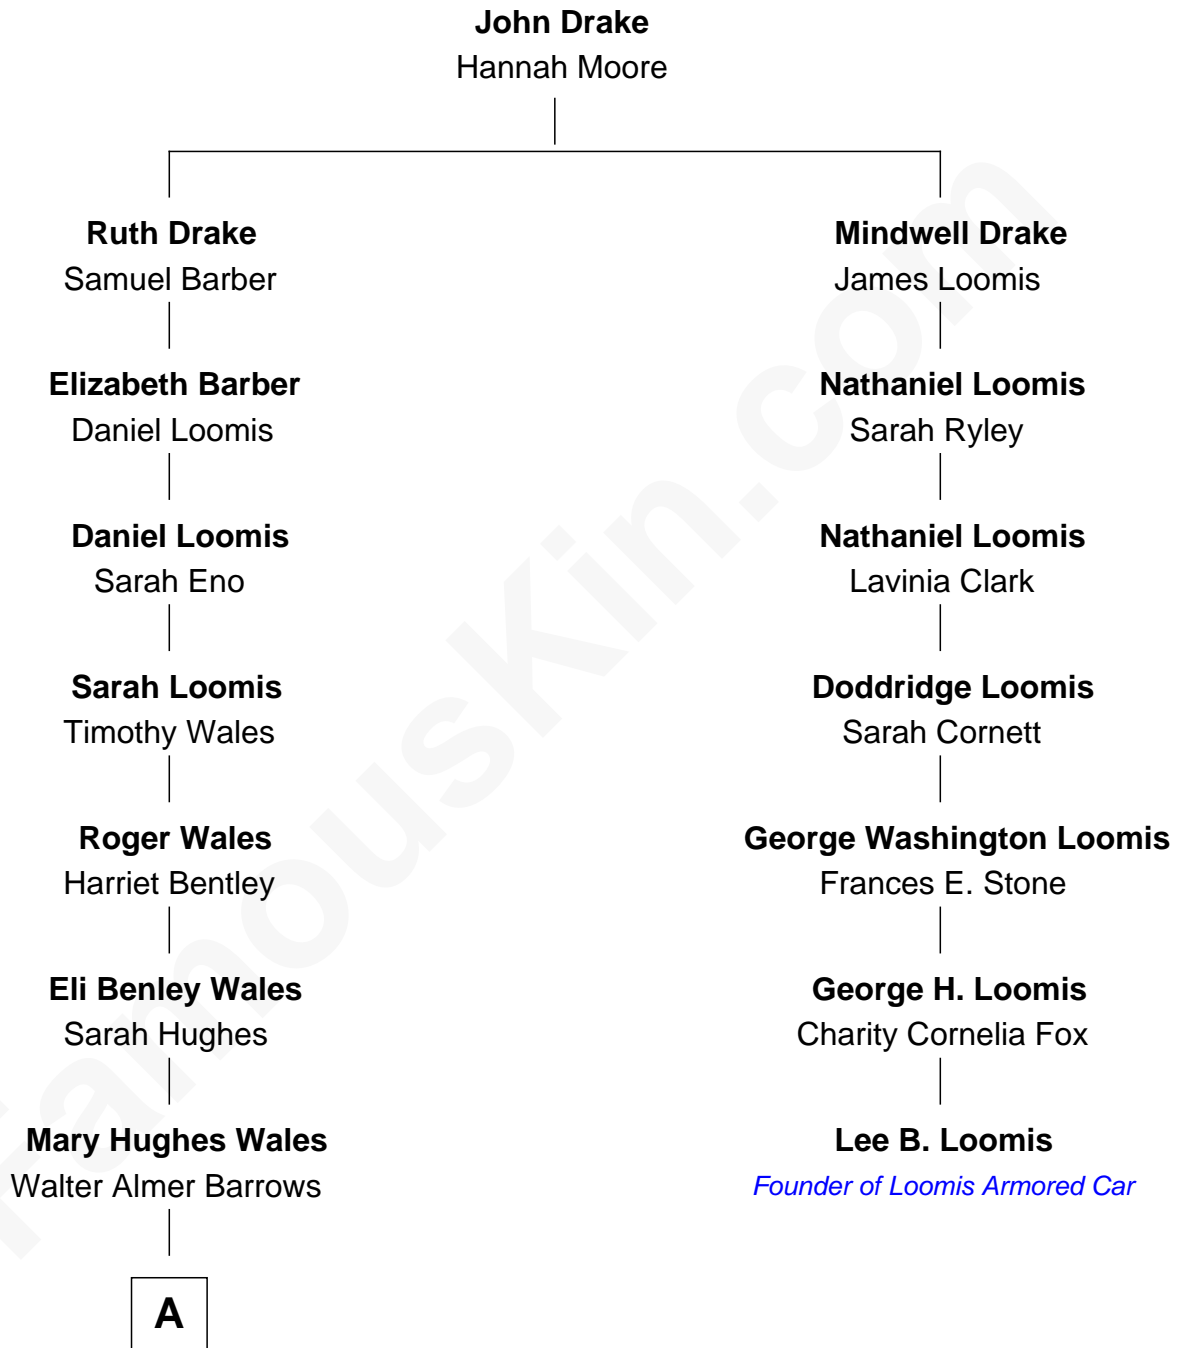 John Drake
Hannah Moore
Ruth Drake
Samuel Barber
Mindwell Drake
James Loomis
Elizabeth Barber
Daniel Loomis
Nathaniel Loomis
Sarah Ryley
Daniel Loomis
Sarah Eno
Nathaniel Loomis
Lavinia Clark
Sarah Loomis
Timothy Wales
Doddridge Loomis
Sarah Cornett
Roger Wales
Harriet Bentley
George Washington Loomis
Frances E. Stone
Eli Benley Wales
Sarah Hughes
George H. Loomis
Charity Cornelia Fox
Mary Hughes Wales
Walter Almer Barrows
Lee B. Loomis
Founder of Loomis Armored Car
A
FamousKin.com